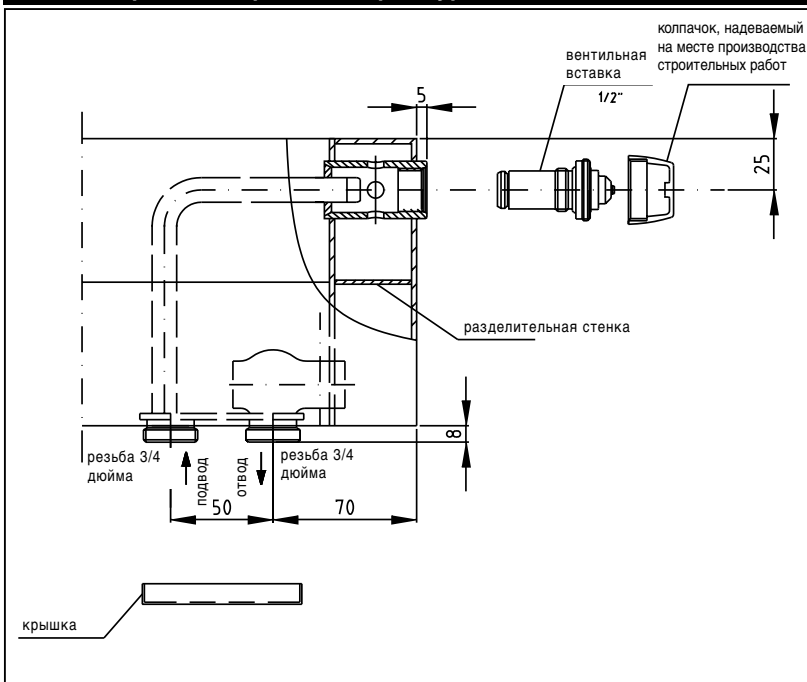 колпачок, надеваемый
на месте производства
строительных работ
вентильная
вставка
1/2"
5
25
разделительная стенка
8
резьба 3/4
дюйма
подвод
отвод
резьба 3/4
дюйма
50
70
крышка